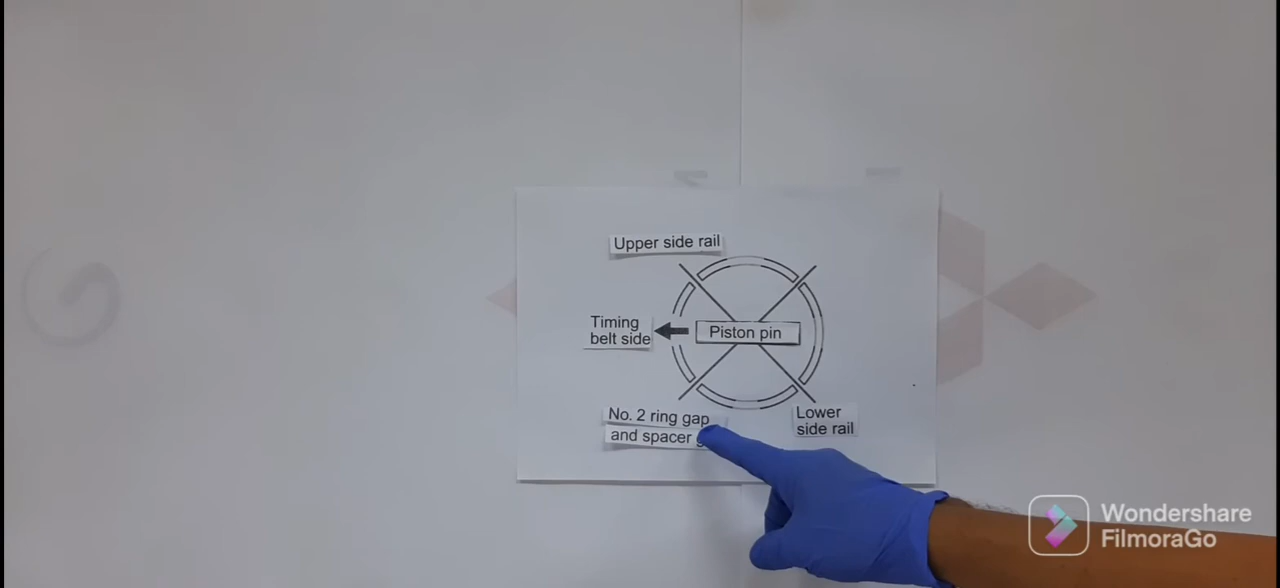 Upper side rail
Timing
belt side
Piston pin
No. 2 ring gap
and spacer
Lower
side rail
Wondershare
FilmoraGo